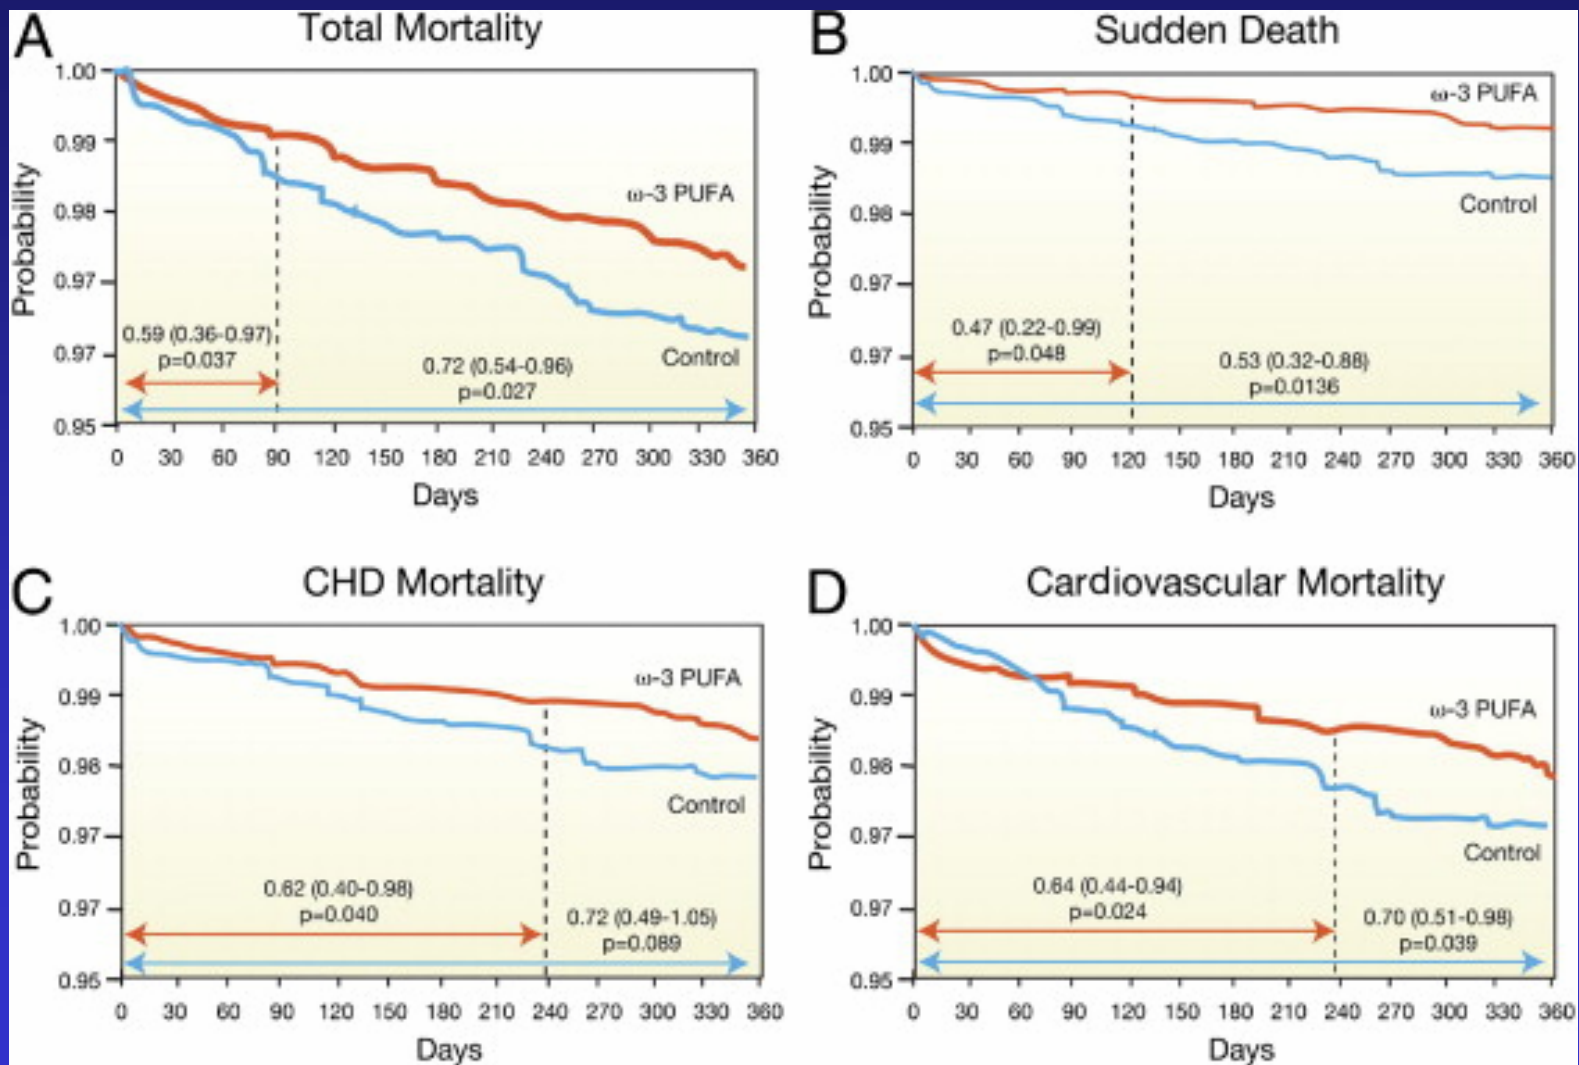 A
Total Mortality
Probability
1.00
0.99
0.98
0.97
0.97
0.95
ω-3 PUFA
Control
0.59 (0.36-0.97)
p=0.037
0.72 (0.54-0.96)
p=0.027
0 30 60 90 120 150 180 210 240 270 300 330 360
Days
B
Sudden Death
Probability
1.00
0.99
0.98
0.97
0.97
0.95
ω-3 PUFA
Control
0.47 (0.22-0.99)
p=0.048
0.53 (0.32-0.88)
p=0.0136
0 30 60 90 120 150 180 210 240 270 300 330 360
Days
C
CHD Mortality
Probability
1.00
0.99
0.98
0.97
0.97
0.95
ω-3 PUFA
Control
0.62 (0.40-0.98)
p=0.040
0.72 (0.49-1.05)
p=0.089
0 30 60 90 120 150 180 210 240 270 300 330 360
Days
D
Cardiovascular Mortality
Probability
1.00
0.99
0.98
0.97
0.97
0.95
ω-3 PUFA
Control
0.64 (0.44-0.94)
p=0.024
0.70 (0.51-0.98)
p=0.039
0 30 60 90 120 150 180 210 240 270 300 330 360
Days